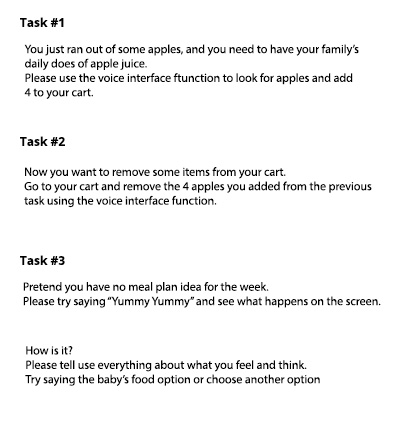 Task #1
You just ran out of some apples, and you need to have your family's
daily does of apple juice.
Please use the voice interface ftunction to look for apples and add
4 to your cart.
Task #2
Now you want to remove some items from your cart.
Go to your cart and remove the 4 apples you added from the previous
task using the voice interface function.
Task #3
Pretend you have no meal plan idea for the week.
Please try saying "Yummy Yummy" and see what happens on the screen.
How is it?
Please tell use everything about what you feel and think.
Try saying the baby's food option or choose another option